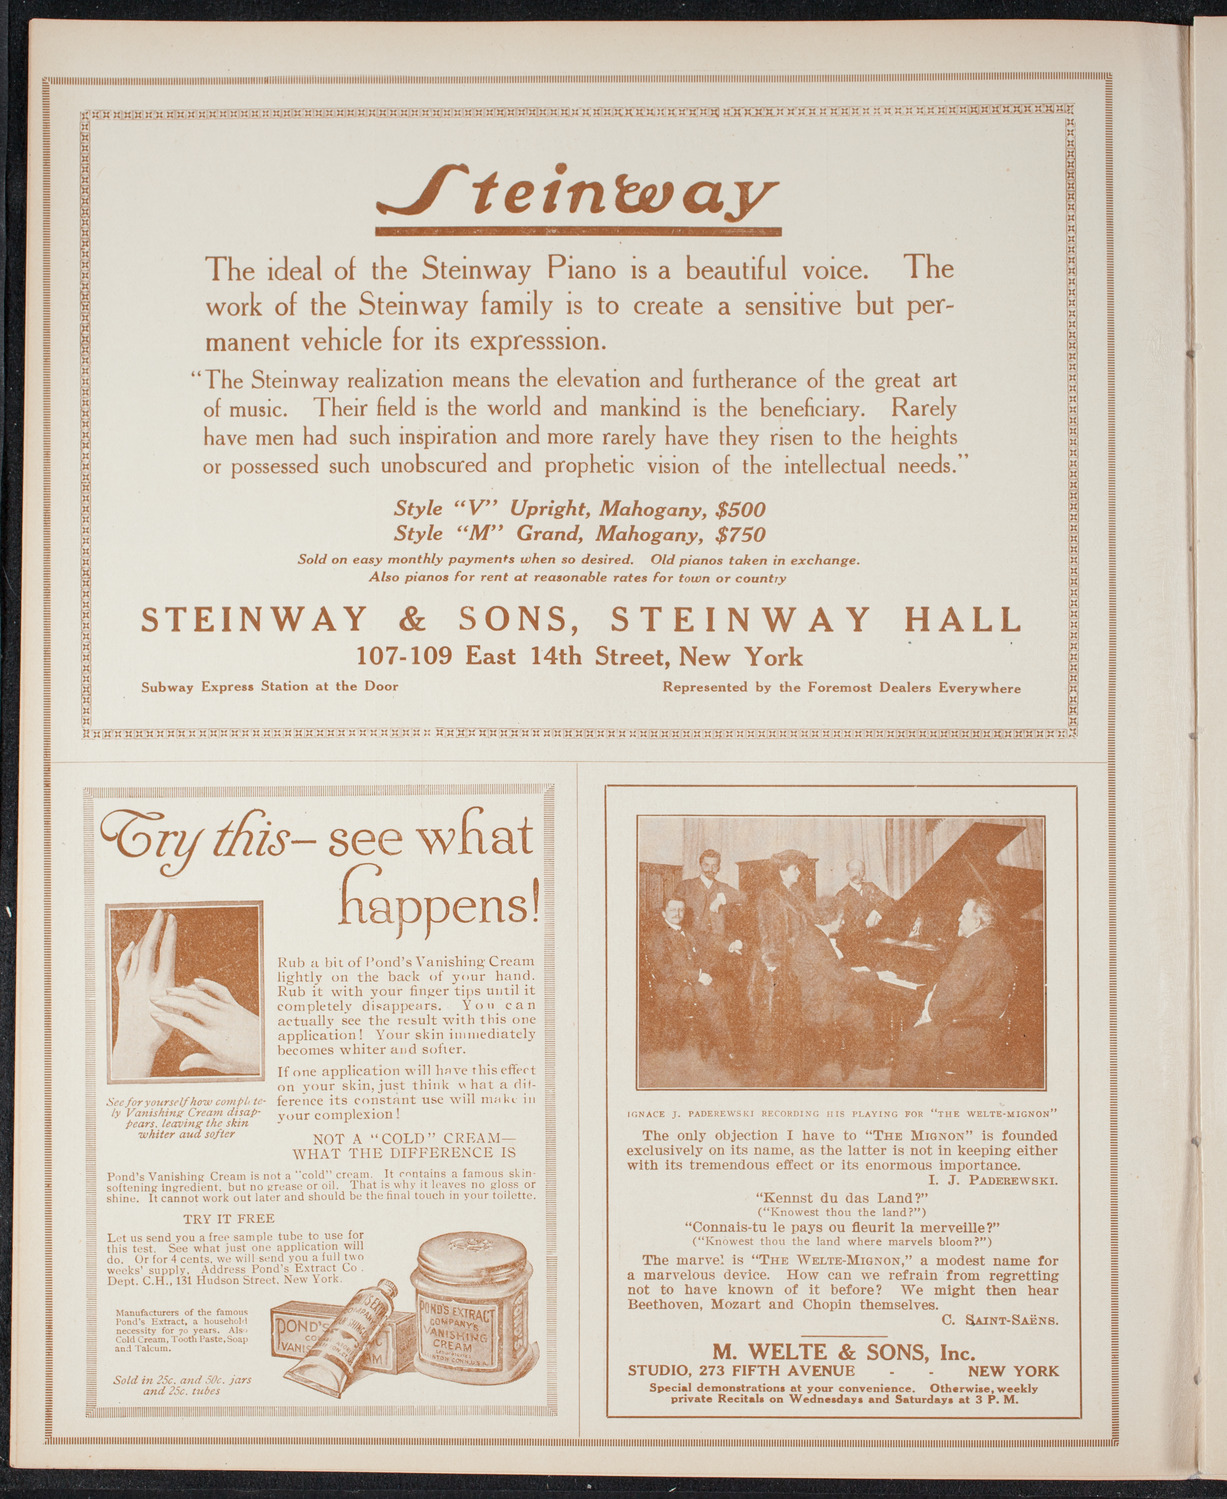 Steinway
The ideal of the Steinway Piano is a beautiful voice. The
work of the Steinway family is to create a sensitive but per-
manent vehicle for its expresssion.
"The Steinway realization means the elevation and furtherance of the great art
of music. Their field is the world and mankind is the beneficiary. Rarely
have men had such inspiration and more rarely have they risen to the heights
or possessed such unobscured and prophetic vision of the intellectual needs."
Style "V" Upright, Mahogany, $500
Style "M" Grand, Mahogany, $750
Sold on easy monthly payments when so desired. Old pianos taken in exchange.
Also pianos for rent at reasonable rates for town or country
STEINWAY & SONS, STEINWAY HALL
107-109 East 14th Street, New York
Subway Express Station at the Door
Represented by the Foremost Dealers Everywhere
Try this—see what
happens!
Rub a bit of Pond's Vanishing Cream
lightly on the back of your hand.
Rub it with your finger tips until it
completely disappears. You can
actually see the result with this one
application! Your skin immediately
becomes whiter and softer.
If one application will have this effect
on your skin, just think what a dif-
ference its constant use will make in
your complexion!
See for yourself how complete-
ly Vanishing Cream disap-
pears, leaving the skin
whiter and softer
NOT A "COLD" CREAM—
WHAT THE DIFFERENCE IS
Pond's Vanishing Cream is not a "cold" cream. It contains a famous skin-
softening ingredient, but no grease or oil. That is why it leaves no gloss or
shine. It cannot work out later and should be the final touch in your toilette.
TRY IT FREE
Let us send you a free sample tube to use for
this test. See what just one application will
do. Or for 4 cents, we will send you a full two
weeks' supply. Address Pond's Extract Co.
Dept. C.H., 131 Hudson Street, New York.
Manufacturers of the famous
Pond's Extract, a household
necessity for 70 years. Also
Cold Cream, Tooth Paste, Soap
and Talcum.
Sold in 25c. and 50c. jars
and 25c. tubes
POND'S
VANIS
AM
POND'S EXTRACT
COMPANY'S
VANISHING
CREAM
IGNACE J. PADEREWSKI RECORDING HIS PLAYING FOR "THE WELTE-MIGNON"
The only objection I have to "THE MIGNON" is founded
exclusively on its name, as the latter is not in keeping either
with its tremendous effect or its enormous importance.
I. J. PADEREWSKI.
"Kennst du das Land?"
("Knowest thou the land?")
"Connais-tu le pays ou fleurit la merveille?"
("Knowest thou the land where marvels bloom?")
The marvel is "THE WELTE-MIGNON," a modest name for
a marvelous device. How can we refrain from regretting
not to have known of it before? We might then hear
Beethoven, Mozart and Chopin themselves.
C. SAINT-SAËNS.
M. WELTE & SONS, Inc.
STUDIO, 273 FIFTH AVENUE - - NEW YORK
Special demonstrations at your convenience. Otherwise, weekly
private Recitals on Wednesdays and Saturdays at 3 P. M.